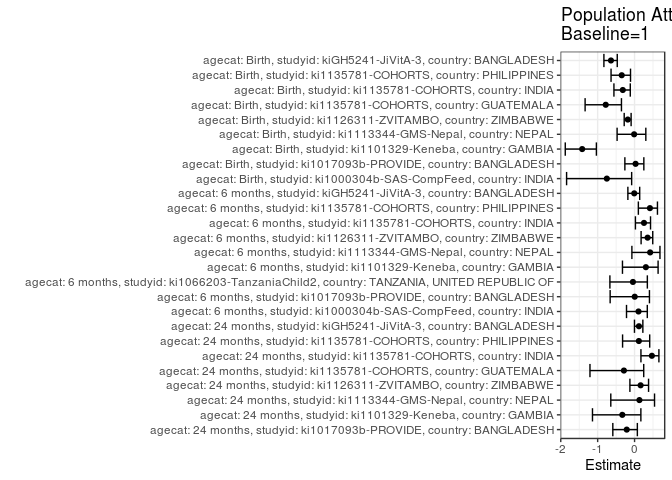 Population Att
Baseline=1
agecat: Birth, studyid: kiGH5241-JiVitA-3, country: BANGLADESH
agecat: Birth, studyid: ki1135781-COHORTS, country: PHILIPPINES
agecat: Birth, studyid: ki1135781-COHORTS, country: INDIA
agecat: Birth, studyid: ki1135781-COHORTS, country: GUATEMALA
agecat: Birth, studyid: ki1126311-ZVITAMBO, country: ZIMBABWE
agecat: Birth, studyid: ki1113344-GMS-Nepal, country: NEPAL
agecat: Birth, studyid: ki1101329-Keneba, country: GAMBIA
agecat: Birth, studyid: ki1017093b-PROVIDE, country: BANGLADESH
agecat: Birth, studyid: ki1000304b-SAS-CompFeed, country: INDIA
agecat: 6 months, studyid: kiGH5241-JiVitA-3, country: BANGLADESH
agecat: 6 months, studyid: ki1135781-COHORTS, country: PHILIPPINES
agecat: 6 months, studyid: ki1135781-COHORTS, country: INDIA
agecat: 6 months, studyid: ki1126311-ZVITAMBO, country: ZIMBABWE
agecat: 6 months, studyid: ki1113344-GMS-Nepal, country: NEPAL
agecat: 6 months, studyid: ki1101329-Keneba, country: GAMBIA
agecat: 6 months, studyid: ki1066203-TanzaniaChild2, country: TANZANIA, UNITED REPUBLIC OF
agecat: 6 months, studyid: ki1017093b-PROVIDE, country: BANGLADESH
agecat: 6 months, studyid: ki1000304b-SAS-CompFeed, country: INDIA
agecat: 24 months, studyid: kiGH5241-JiVitA-3, country: BANGLADESH
agecat: 24 months, studyid: ki1135781-COHORTS, country: PHILIPPINES
agecat: 24 months, studyid: ki1135781-COHORTS, country: INDIA
agecat: 24 months, studyid: ki1135781-COHORTS, country: GUATEMALA
agecat: 24 months, studyid: ki1126311-ZVITAMBO, country: ZIMBABWE
agecat: 24 months, studyid: ki1113344-GMS-Nepal, country: NEPAL
agecat: 24 months, studyid: ki1101329-Keneba, country: GAMBIA
agecat: 24 months, studyid: ki1017093b-PROVIDE, country: BANGLADESH
-2 -1 0
Estimate